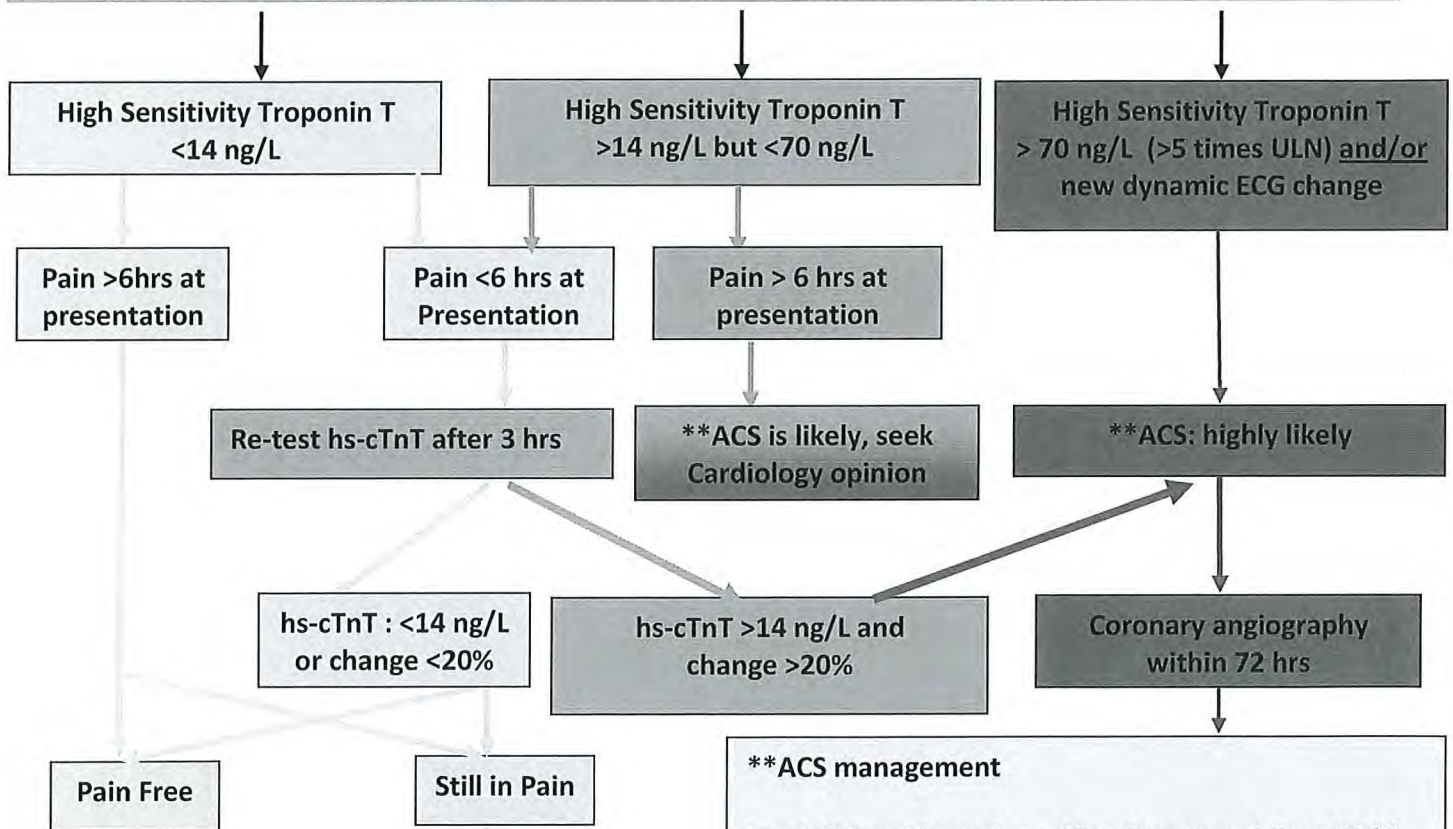 High Sensitivity Troponin T
<14 ng/L
High Sensitivity Troponin T
>14 ng/L but <70 ng/L
High Sensitivity Troponin T
> 70 ng/L (>5 times ULN) and/or
new dynamic ECG change
Pain >6hrs at
presentation
Pain <6 hrs at
Presentation
Pain > 6 hrs at
presentation
Re-test hs-cTnT after 3 hrs
**ACS is likely, seek
Cardiology opinion
**ACS: highly likely
hs-cTnT : <14 ng/L
or change <20%
hs-cTnT >14 ng/L and
change >20%
Coronary angiography
within 72 hrs
Pain Free
Still in Pain
**ACS management